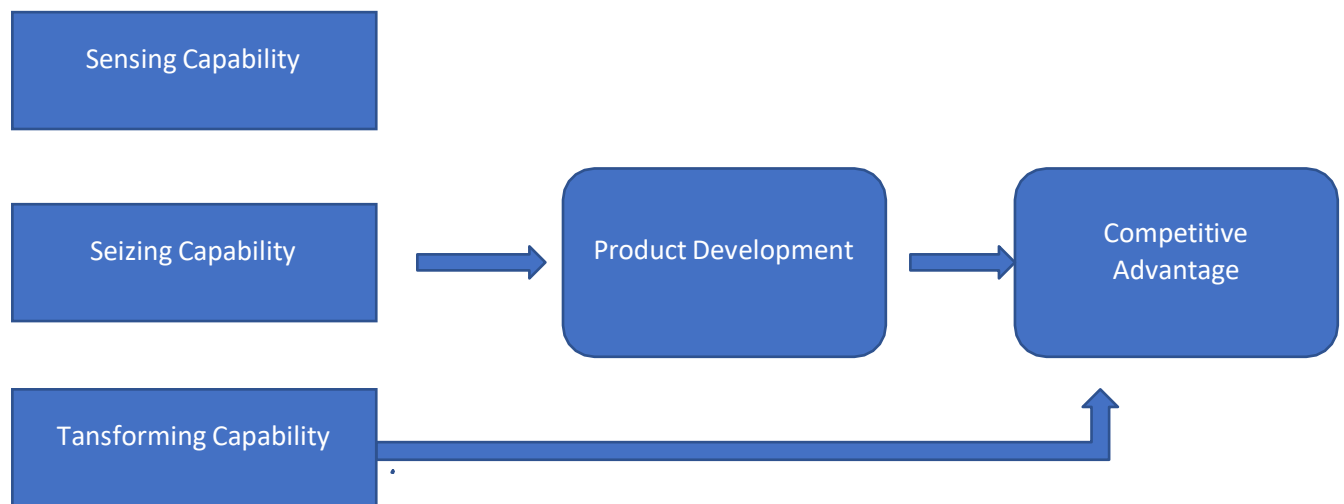 Sensing Capability
Seizing Capability
Product Development
Competitive
Advantage
Tansforming Capability